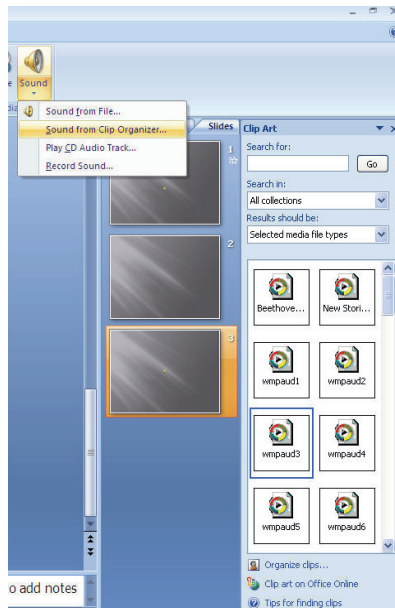 Sound
Sound from File...
Sound from Clip Organizer...
Play CD Audio Track...
Record Sound...
Slides
1
2
3
Clip Art
Search for:
Go
Search in:
All collections
Results should be:
Selected media file types
Beethove...
New Stori...
wmpaud1
wmpaud2
wmpaud3
wmpaud4
wmpaud5
wmpaud6
Organize clips...
Clip art on Office Online
Tips for finding clips
o add notes